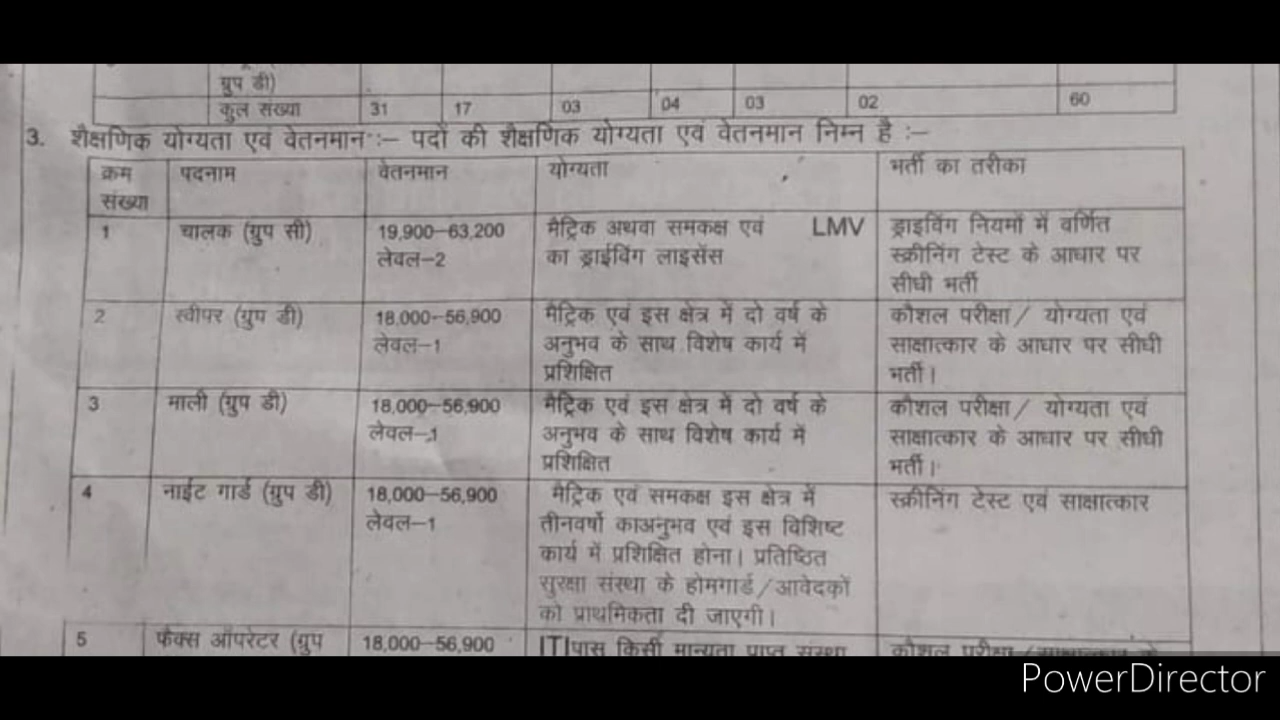 ग्रुप डी)
कुल संख्या 31 17 03 04 03 02 60
3. शैक्षणिक योग्यता एवं वेतनमान :– पदों की शैक्षणिक योग्यता एवं वेतनमान निम्न है :–
क्रम पदनाम वेतनमान योग्यता भर्ती का तरीका
संख्या
1 चालक (ग्रुप सी) 19,900–63,200 मैट्रिक अथवा समकक्ष एवं LMV ड्राइविंग नियमों में वर्णित
लेवल–2 का ड्राईविंग लाइसेंस स्क्रीनिंग टेस्ट के आधार पर
सीधी भर्ती
2 स्वीपर (ग्रुप डी) 18,000–56,900 मैट्रिक एवं इस क्षेत्र में दो वर्ष के कौशल परीक्षा/ योग्यता एवं
लेवल–1 अनुभव के साथ विशेष कार्य में साक्षात्कार के आधार पर सीधी
प्रशिक्षित भर्ती।
3 माली (ग्रुप डी) 18,000–56,900 मैट्रिक एवं इस क्षेत्र में दो वर्ष के कौशल परीक्षा/ योग्यता एवं
लेवल–1 अनुभव के साथ विशेष कार्य में साक्षात्कार के आधार पर सीधी
प्रशिक्षित भर्ती।
4 नाईट गार्ड (ग्रुप डी) 18,000–56,900 मैट्रिक एवं समकक्ष इस क्षेत्र में स्क्रीनिंग टेस्ट एवं साक्षात्कार
लेवल–1 तीनवर्षो काअनुभव एवं इस विशिष्ट
कार्य में प्रशिक्षित होना। प्रतिष्ठित
सुरक्षा संस्था के होमगार्ड/आवेदकों
को प्राथमिकता दी जाएगी।
5 फैक्स ऑपरेटर (ग्रुप 18,000–56,900 ITIपास किसी मान्यता प्राप्त संस्था कौशल परीक्षा/साक्षात्कार के
PowerDirector